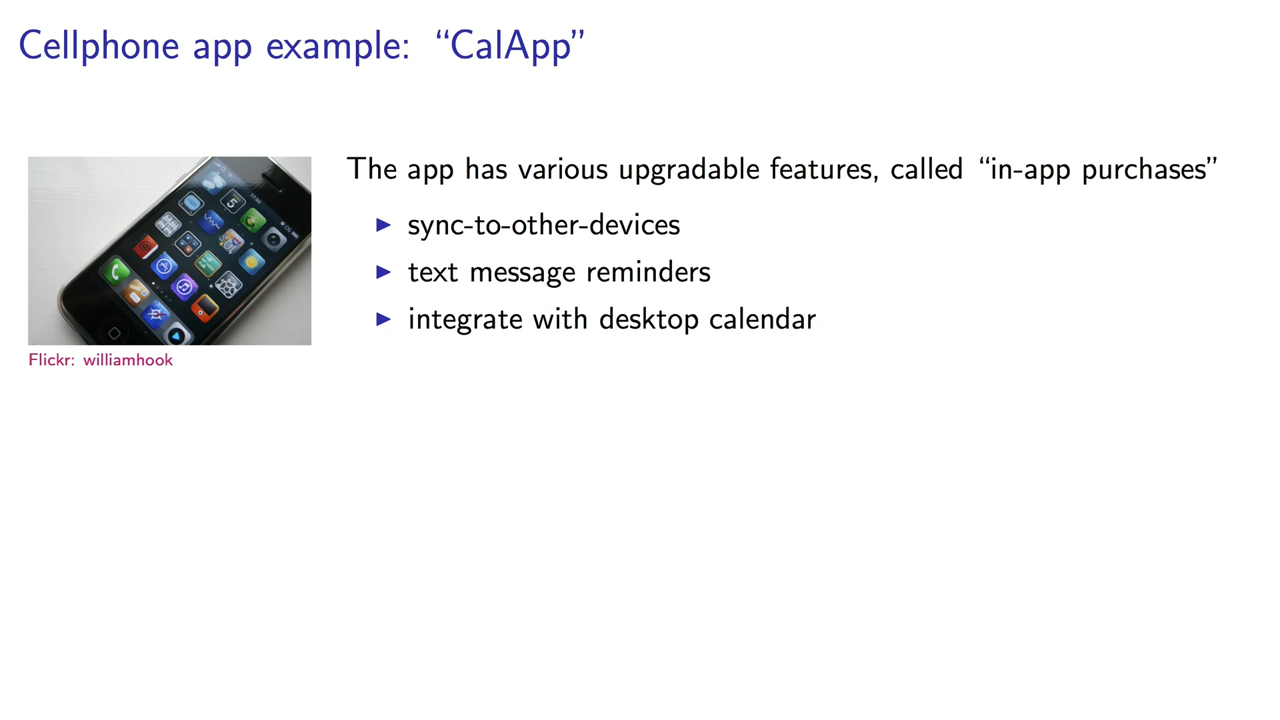 Cellphone app example: “CalApp”
The app has various upgradable features, called “in-app purchases”
▶ sync-to-other-devices
▶ text message reminders
▶ integrate with desktop calendar
5
Flickr: williamhook